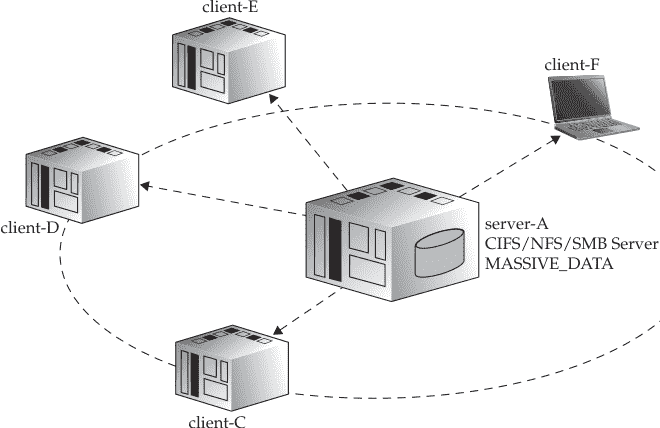 client-E
client-F
client-D
server-A
CIFS/NFS/SMB Server
MASSIVE_DATA
client-C